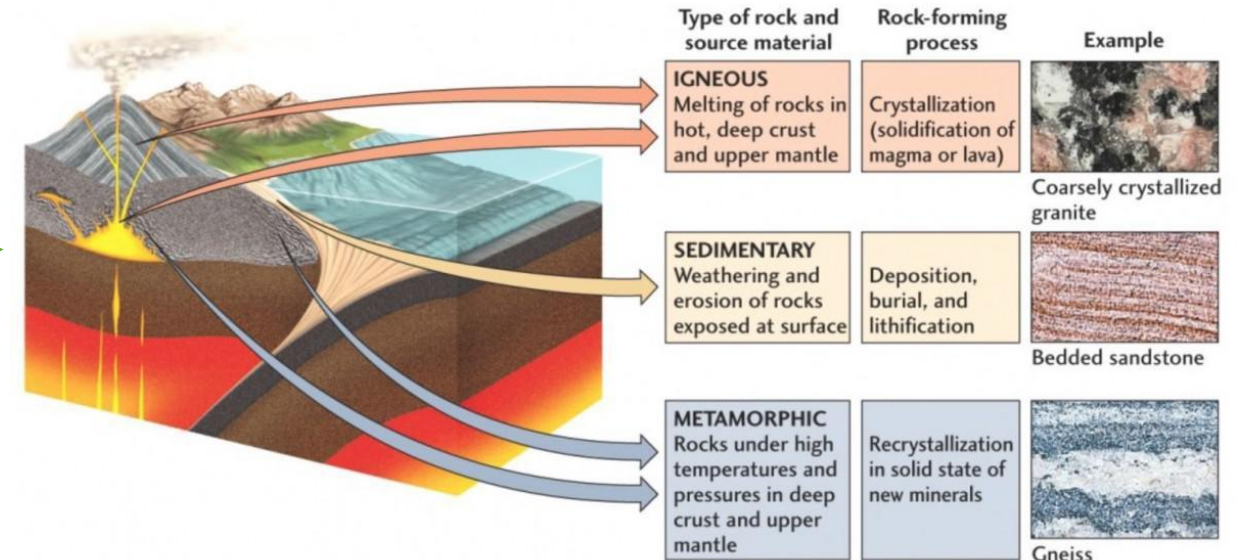 Type of rock and
source material
Rock-forming
process
Example
IGNEOUS
Melting of rocks in
hot, deep crust
and upper mantle
Crystallization
(solidification of
magma or lava)
Coarsely crystallized
granite
SEDIMENTARY
Weathering and
erosion of rocks
exposed at surface
Deposition,
burial, and
lithification
Bedded sandstone
METAMORPHIC
Rocks under high
temperatures and
pressures in deep
crust and upper
mantle
Recrystallization
in solid state of
new minerals
Gneiss